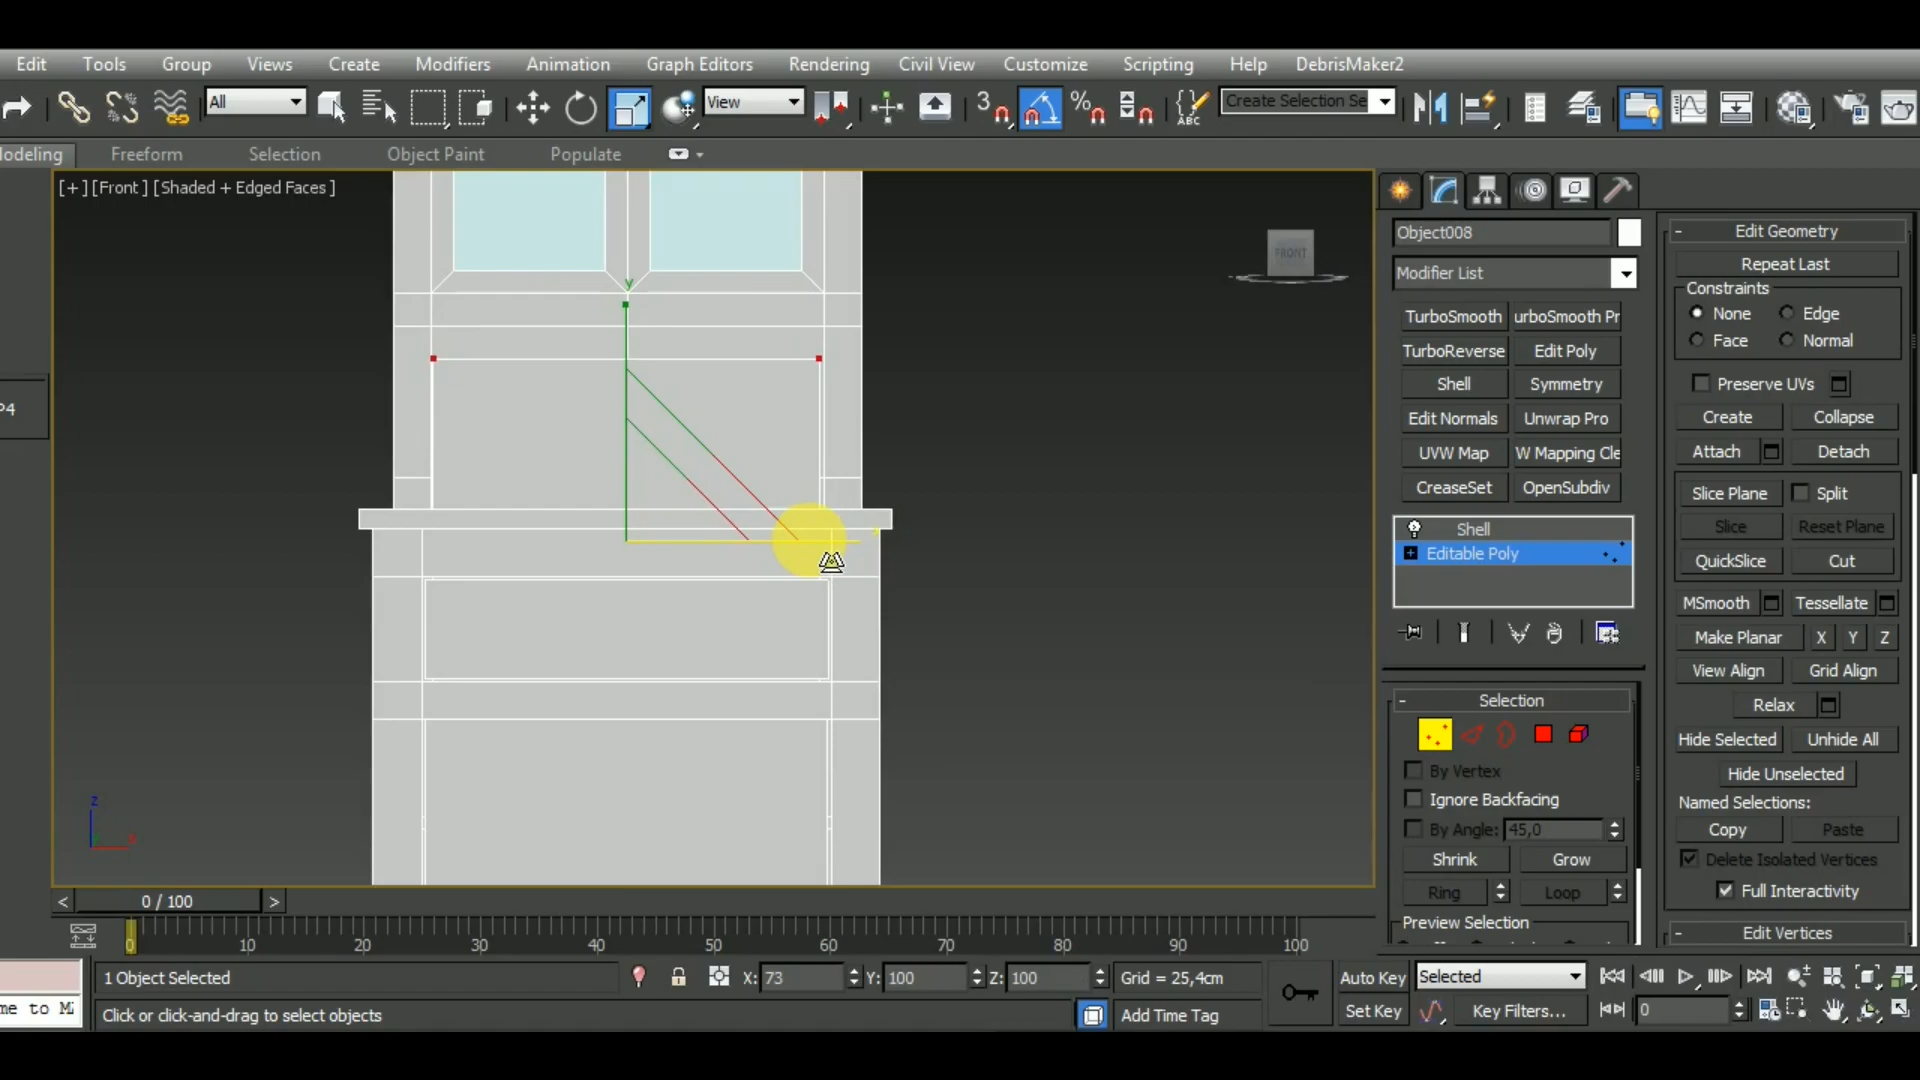 Edit Tools Group Views Create Modifiers Animation Graph Editors Rendering Civil View Customize Scripting Help DebrisMaker2
All View 3 % ABC Create Selection Se
odeling Freeform Selection Object Paint Populate
[+] [Front ] [Shaded + Edged Faces ]
FRONT
y
z
x
P4
Object008
Modifier List
TurboSmooth urboSmooth Pr
TurboReverse Edit Poly
Shell Symmetry
Edit Normals Unwrap Pro
UVW Map W Mapping Cle
CreaseSet OpenSubdiv
Shell
Editable Poly
Selection
By Vertex
Ignore Backfacing
By Angle: 45,0
Shrink Grow
Ring Loop
Preview Selection
Edit Geometry
Repeat Last
Constraints
None Edge
Face Normal
Preserve UVs
Create Collapse
Attach Detach
Slice Plane Split
Slice Reset Plane
QuickSlice Cut
MSmooth Tessellate
Make Planar X Y Z
View Align Grid Align
Relax
Hide Selected Unhide All
Hide Unselected
Named Selections:
Copy Paste
Delete Isolated Vertices
Full Interactivity
Edit Vertices
< 0 / 100 >
0 10 20 30 40 50 60 70 80 90 100
1 Object Selected X: 73 Y: 100 Z: 100 Grid = 25,4cm Auto Key Selected
me to M
Click or click-and-drag to select objects Add Time Tag Set Key Key Filters... 0